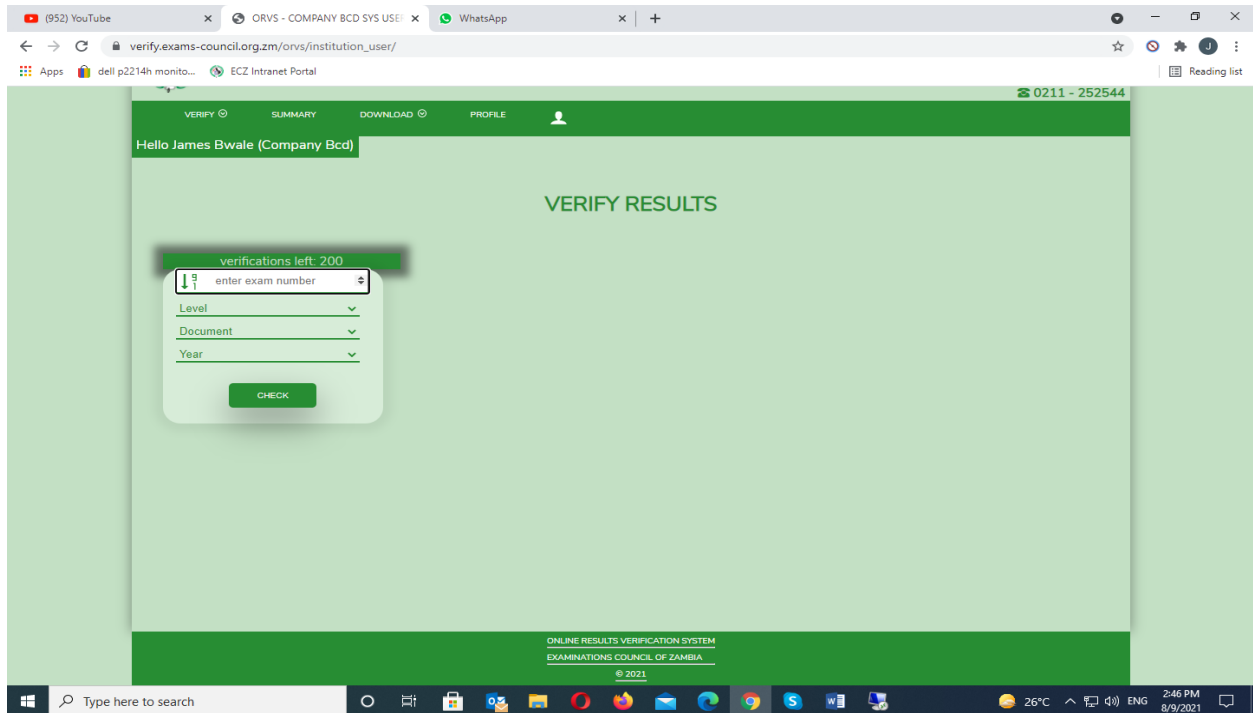 (952) YouTube
ORVS - COMPANY BCD SYS USER
WhatsApp
verify.exams-council.org.zm/orvs/institution_user/
J
Apps
dell p2214h monito...
ECZ Intranet Portal
Reading list
0211 - 252544
VERIFY
SUMMARY
DOWNLOAD
PROFILE
Hello James Bwale (Company Bcd)
VERIFY RESULTS
verifications left: 200
enter exam number
Level
Document
Year
CHECK
ONLINE RESULTS VERIFICATION SYSTEM
EXAMINATIONS COUNCIL OF ZAMBIA
© 2021
Type here to search
26°C
ENG
2:46 PM
8/9/2021